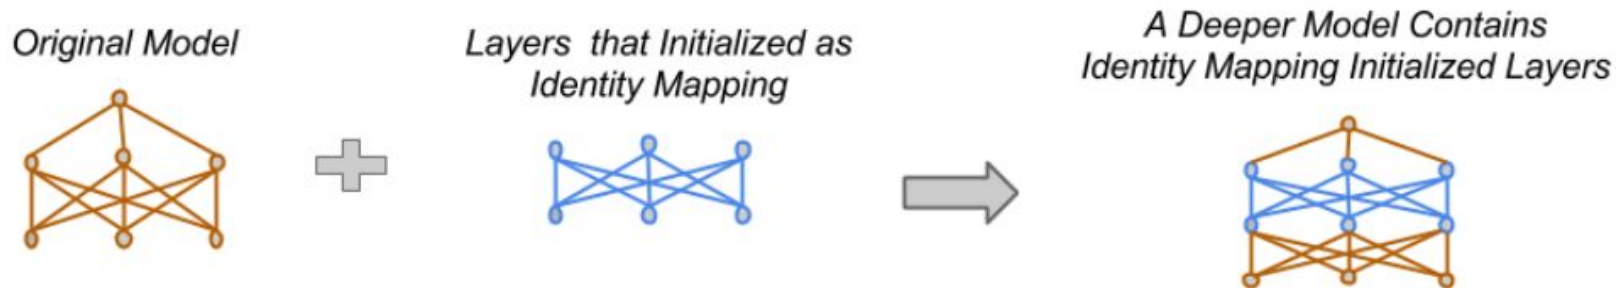 Original Model
Layers that Initialized as
Identity Mapping
A Deeper Model Contains
Identity Mapping Initialized Layers